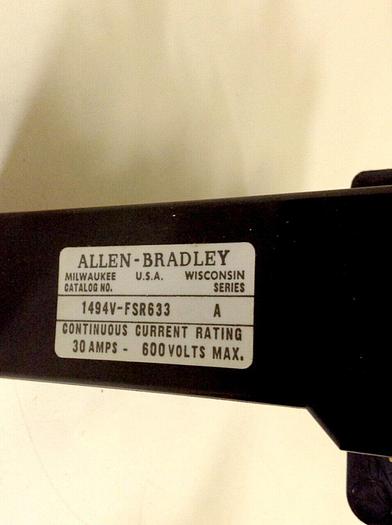 ALLEN-BRADLEY
MILWAUKEE U.S.A. WISCONSIN
CATALOG NO. SERIES
1494V-FSR633 A
CONTINUOUS CURRENT RATING
30 AMPS - 600 VOLTS MAX.